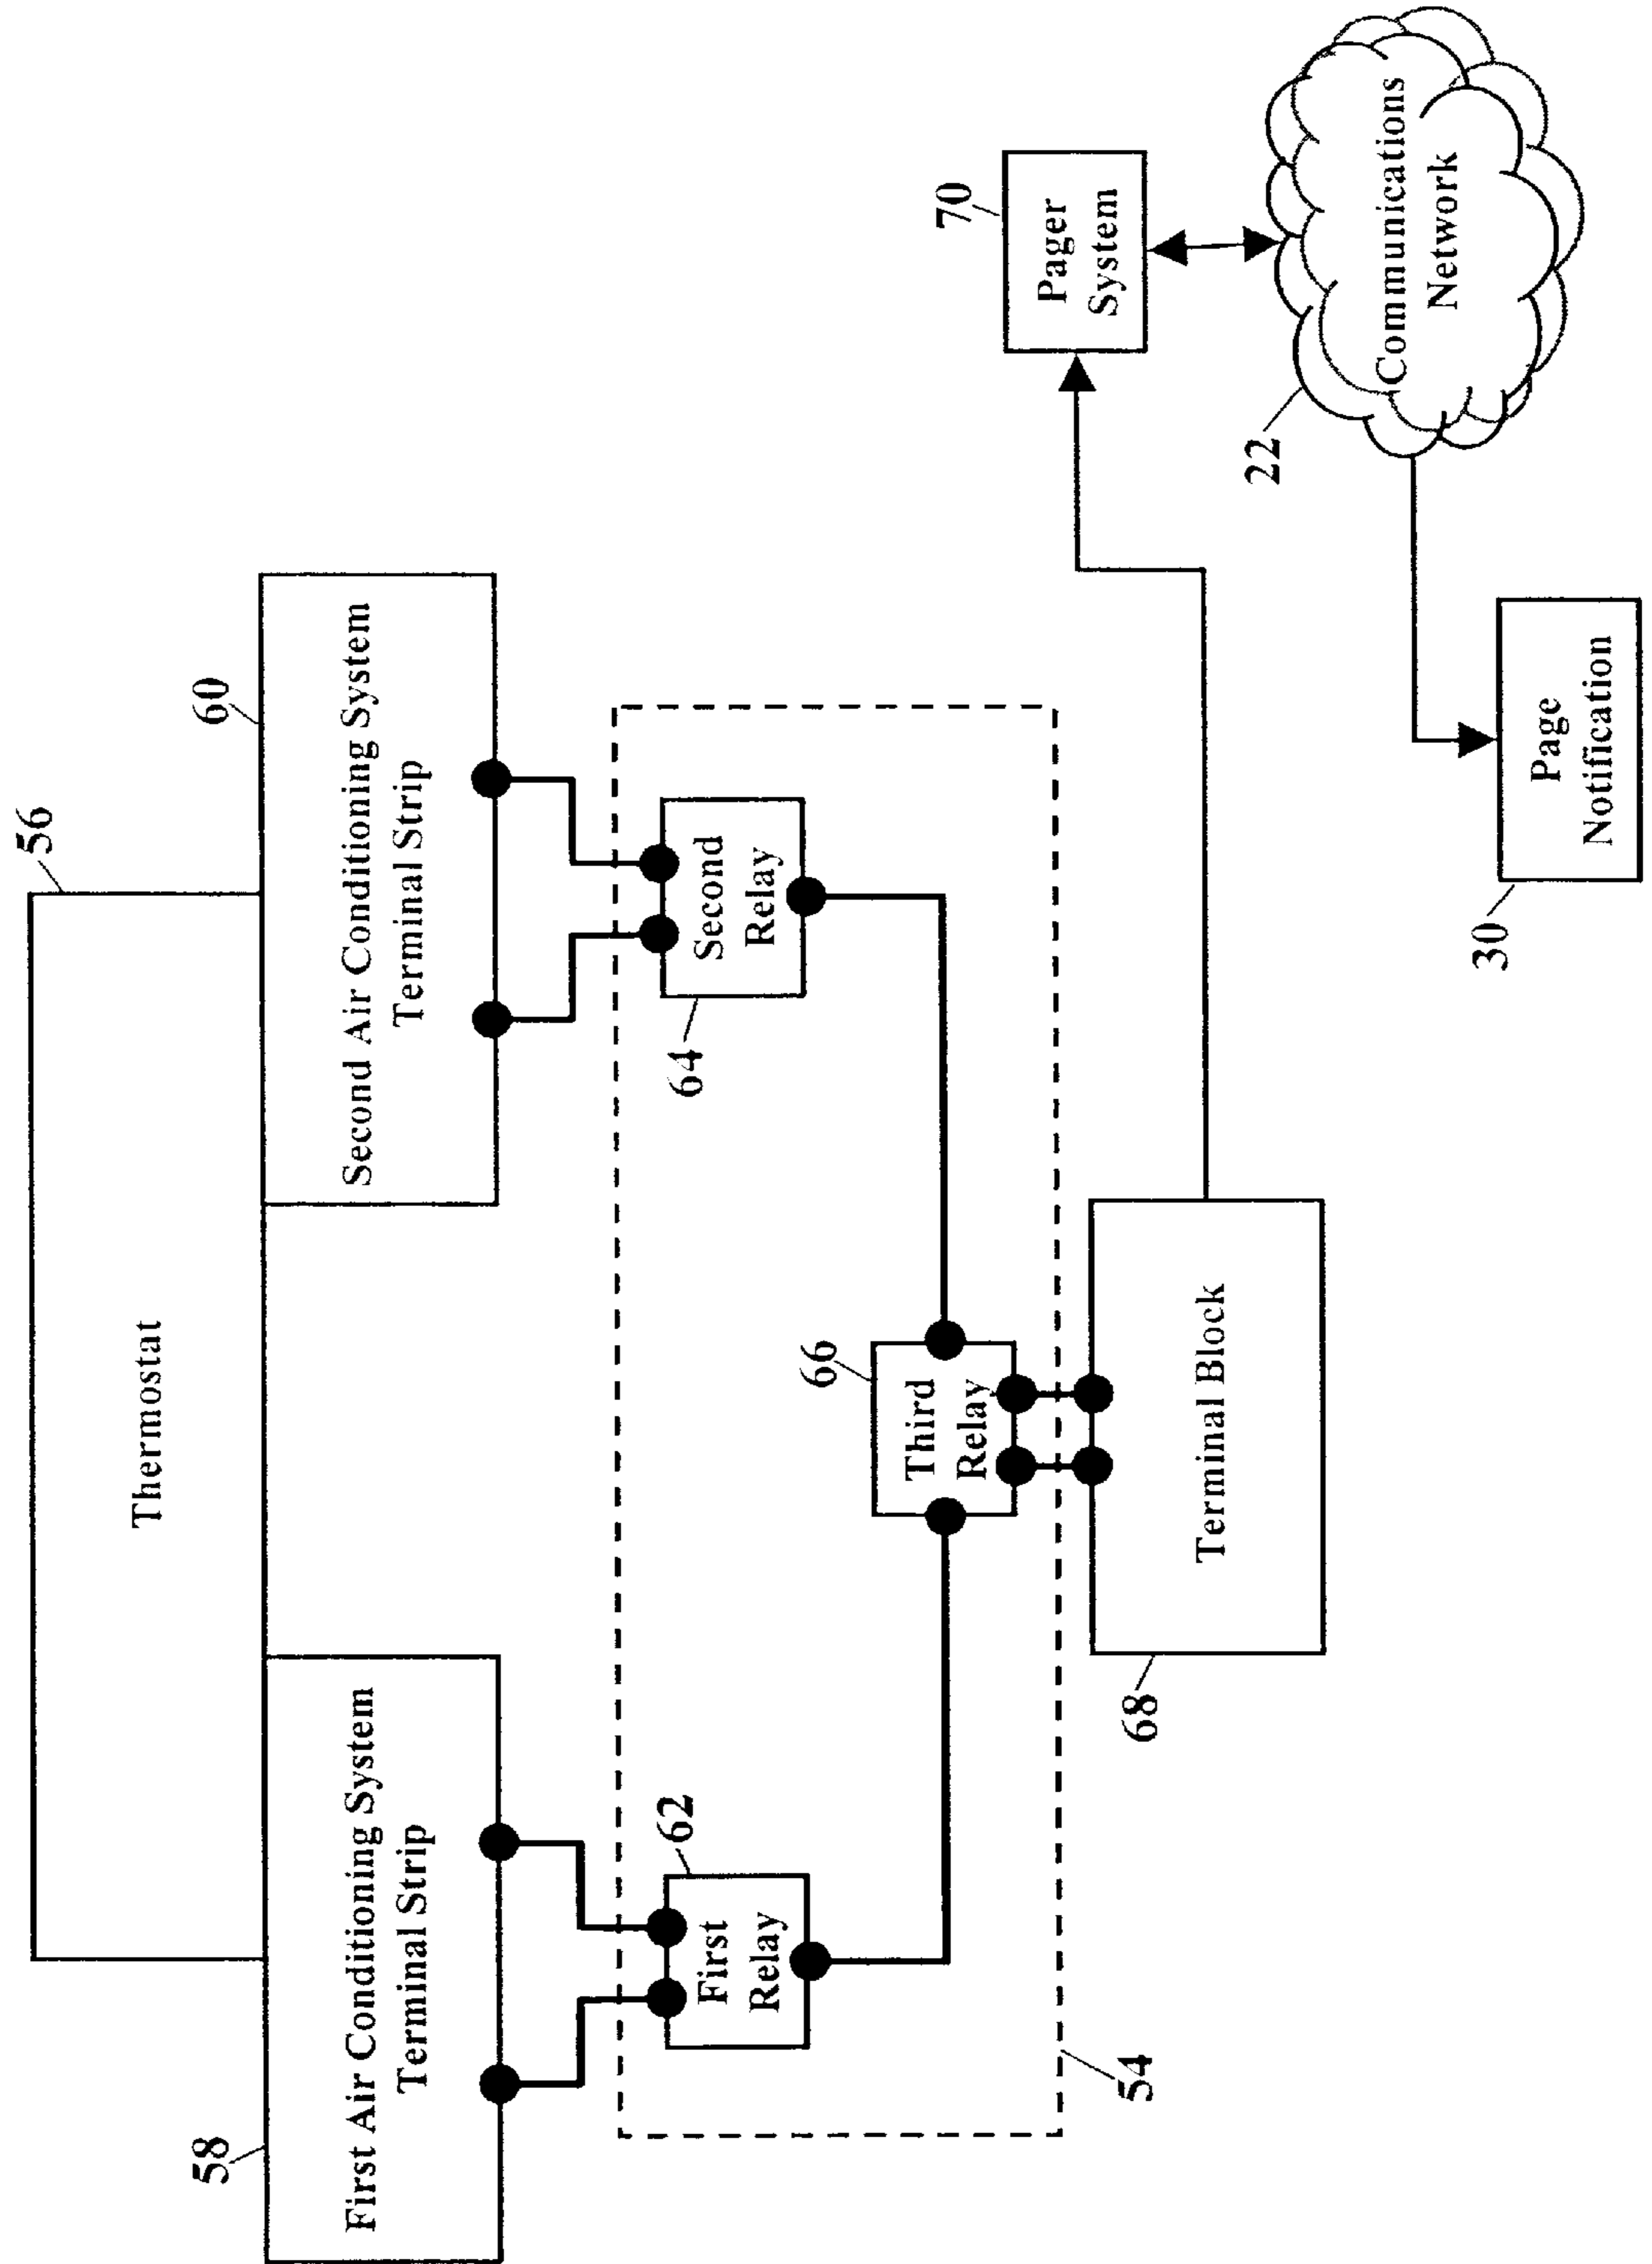 56
Thermostat
58
First Air Conditioning System
Terminal Strip
60
Second Air Conditioning System
Terminal Strip
62
First
Relay
64
Second
Relay
66
Third
Relay
54
68
Terminal Block
70
Pager
System
22
Communications
Network
30
Page
Notification